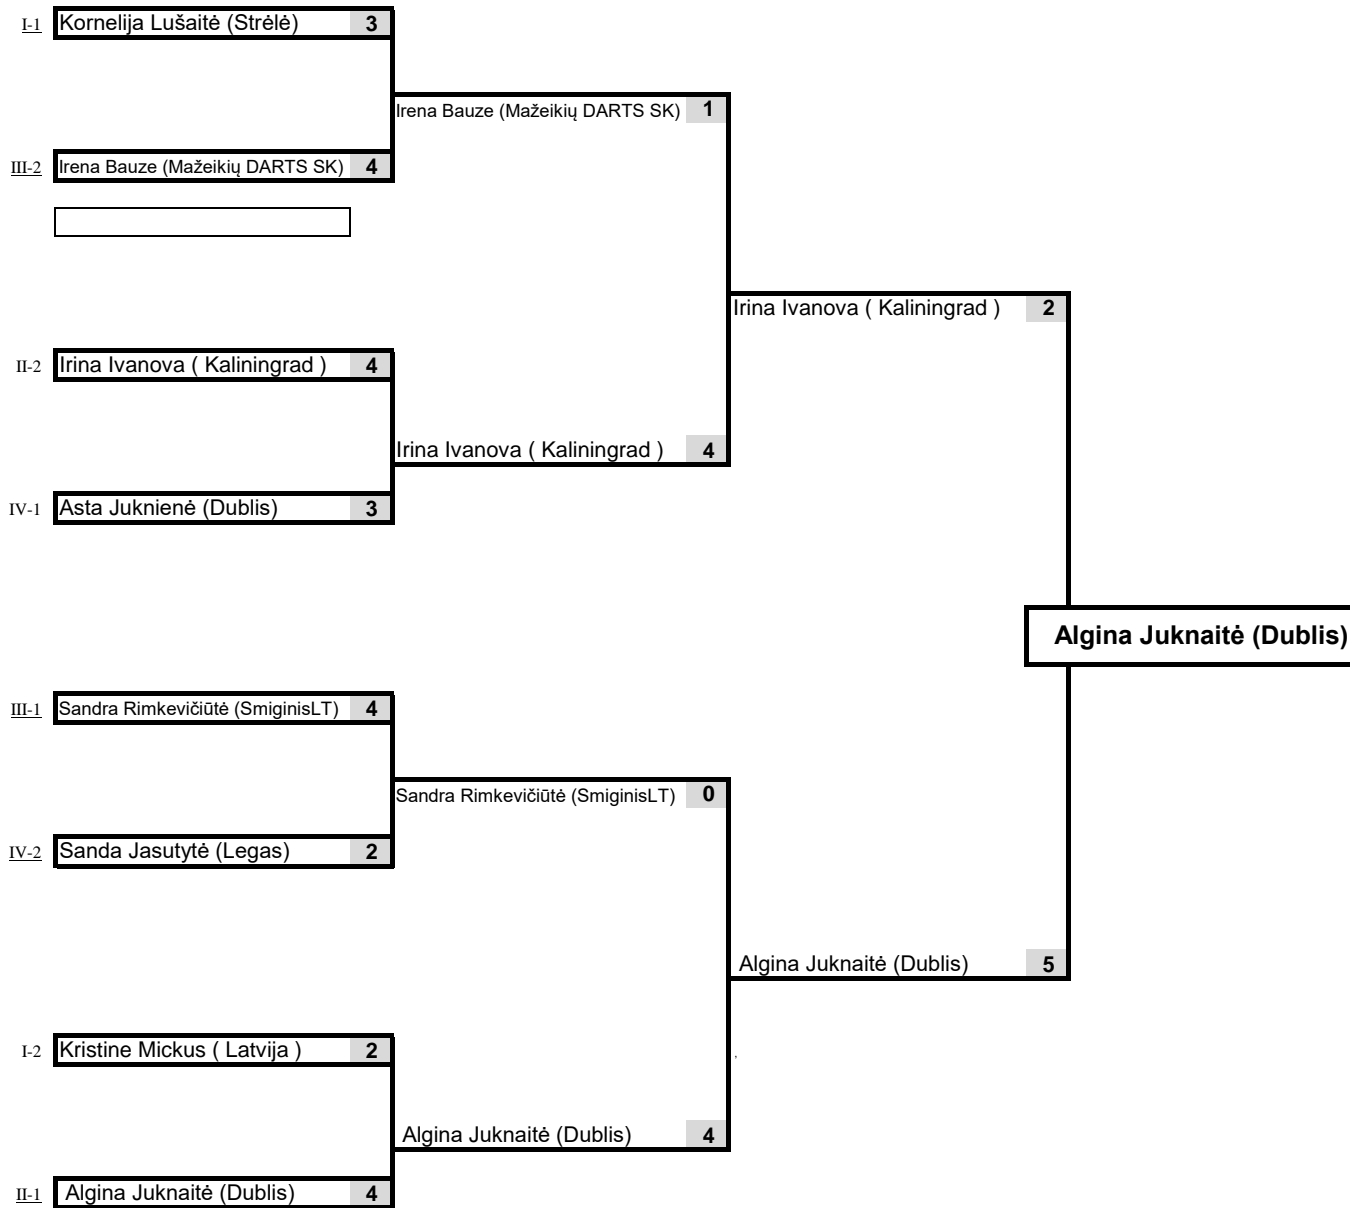 I-1 Kornelija Lušaitė (Strėlė) 3
Irena Bauze (Mažeikių DARTS SK) 1
III-2 Irena Bauze (Mažeikių DARTS SK) 4
Irina Ivanova ( Kaliningrad ) 2
II-2 Irina Ivanova ( Kaliningrad ) 4
Irina Ivanova ( Kaliningrad ) 4
IV-1 Asta Juknienė (Dublis) 3
Algina Juknaitė (Dublis)
III-1 Sandra Rimkevičiūtė (SmiginisLT) 4
Sandra Rimkevičiūtė (SmiginisLT) 0
IV-2 Sanda Jasutytė (Legas) 2
Algina Juknaitė (Dublis) 5
I-2 Kristine Mickus ( Latvija ) 2
Algina Juknaitė (Dublis) 4
II-1 Algina Juknaitė (Dublis) 4